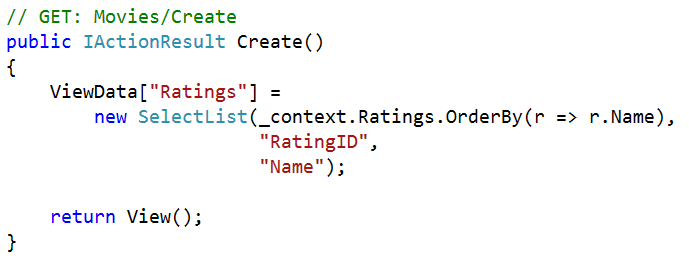 // GET: Movies/Create
public IActionResult Create()
{
    ViewData["Ratings"] =
        new SelectList(_context.Ratings.OrderBy(r => r.Name),
                       "RatingID",
                       "Name");
    return View();
}